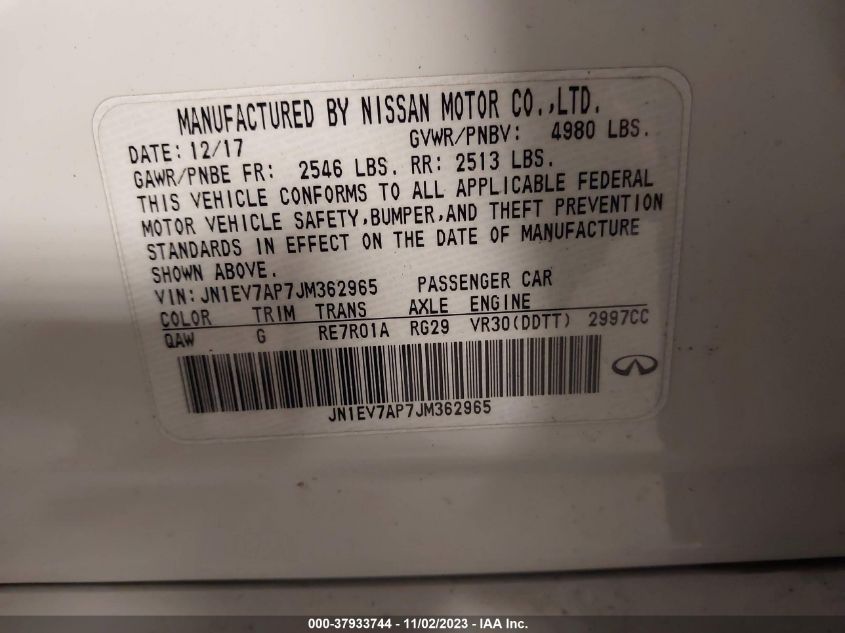 MANUFACTURED BY NISSAN MOTOR CO.,LTD.
DATE: 12/17 GVWR/PNBV: 4980 LBS.
GAWR/PNBE FR: 2546 LBS. RR: 2513 LBS.
THIS VEHICLE CONFORMS TO ALL APPLICABLE FEDERAL
MOTOR VEHICLE SAFETY,BUMPER,AND THEFT PREVENTION
STANDARDS IN EFFECT ON THE DATE OF MANUFACTURE
SHOWN ABOVE.
VIN: JN1EV7AP7JM362965 PASSENGER CAR
COLOR TRIM TRANS AXLE ENGINE
QAW G RE7R01A RG29 VR30(DDTT) 2997CC
JN1EV7AP7JM362965
000-37933744 - 11/02/2023 - IAA Inc.